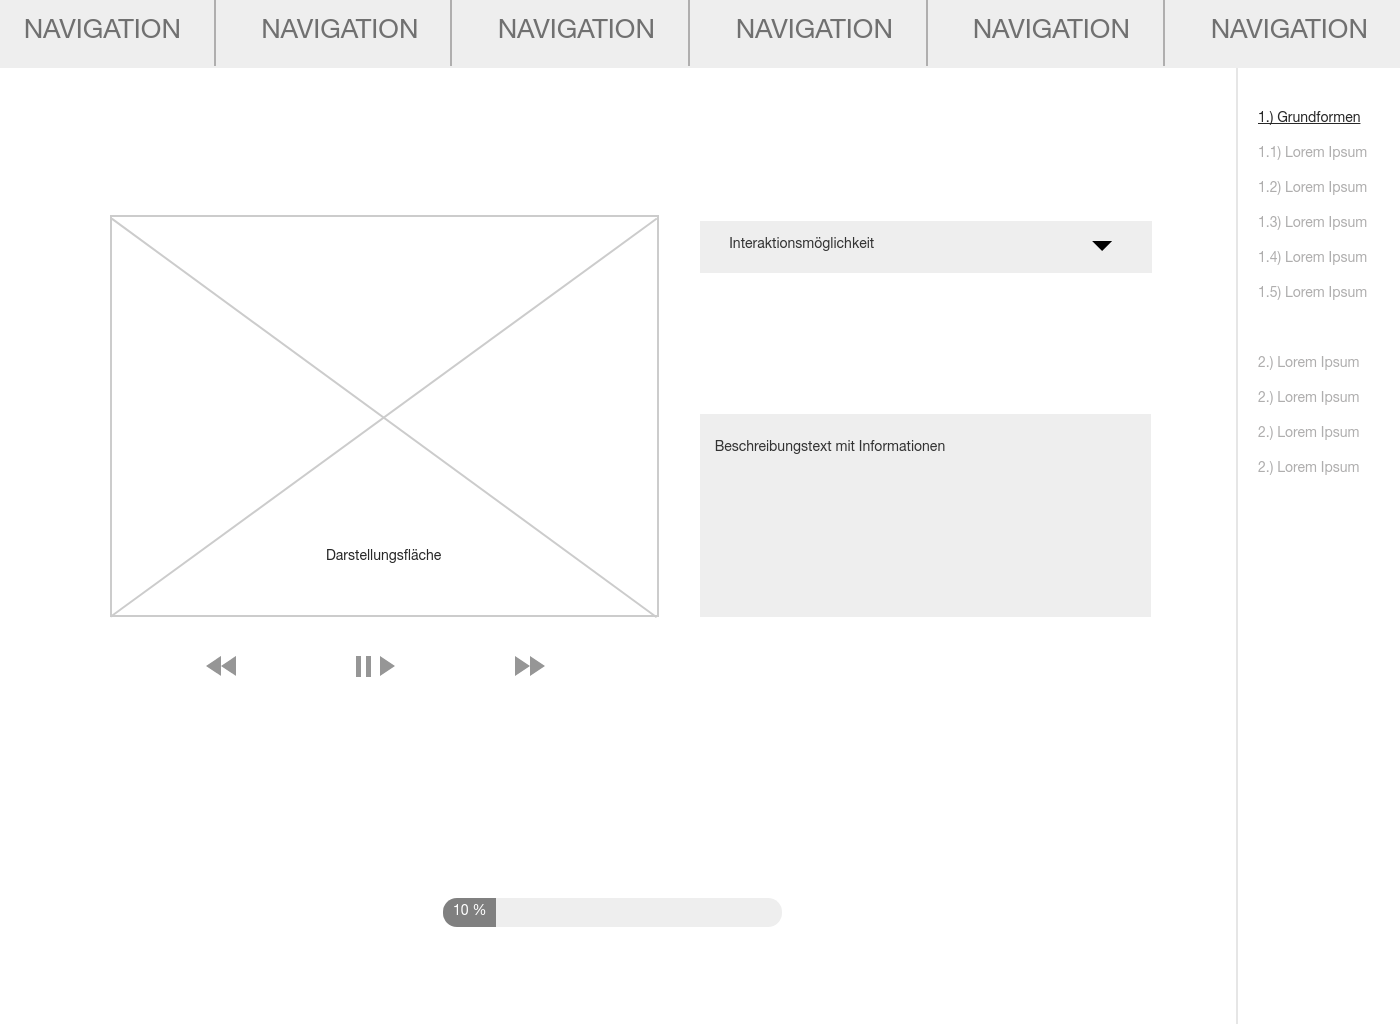 NAVIGATION NAVIGATION NAVIGATION NAVIGATION NAVIGATION NAVIGATION
Interaktionsmöglichkeit
Beschreibungstext mit Informationen
Darstellungsfläche
10 %
1.) Grundformen
1.1) Lorem Ipsum
1.2) Lorem Ipsum
1.3) Lorem Ipsum
1.4) Lorem Ipsum
1.5) Lorem Ipsum
2.) Lorem Ipsum
2.) Lorem Ipsum
2.) Lorem Ipsum
2.) Lorem Ipsum